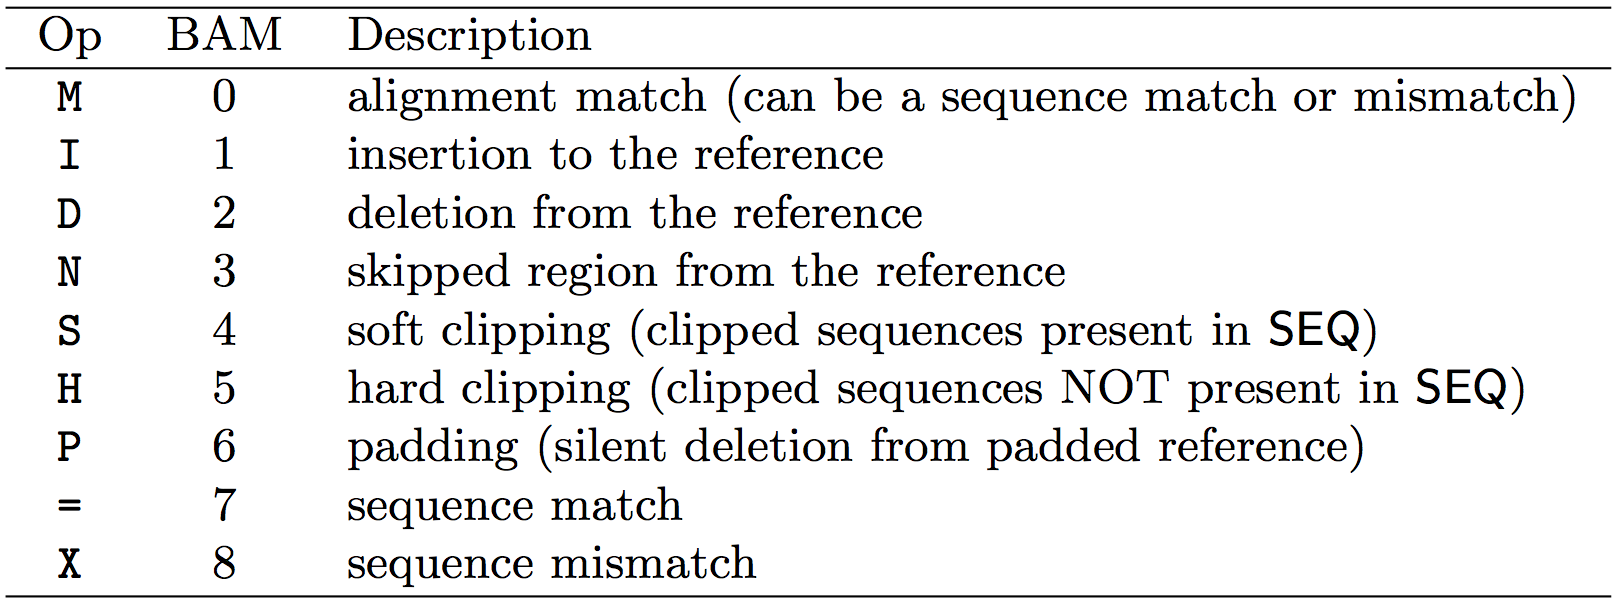 Op BAM Description
M 0 alignment match (can be a sequence match or mismatch)
I 1 insertion to the reference
D 2 deletion from the reference
N 3 skipped region from the reference
S 4 soft clipping (clipped sequences present in SEQ)
H 5 hard clipping (clipped sequences NOT present in SEQ)
P 6 padding (silent deletion from padded reference)
= 7 sequence match
X 8 sequence mismatch